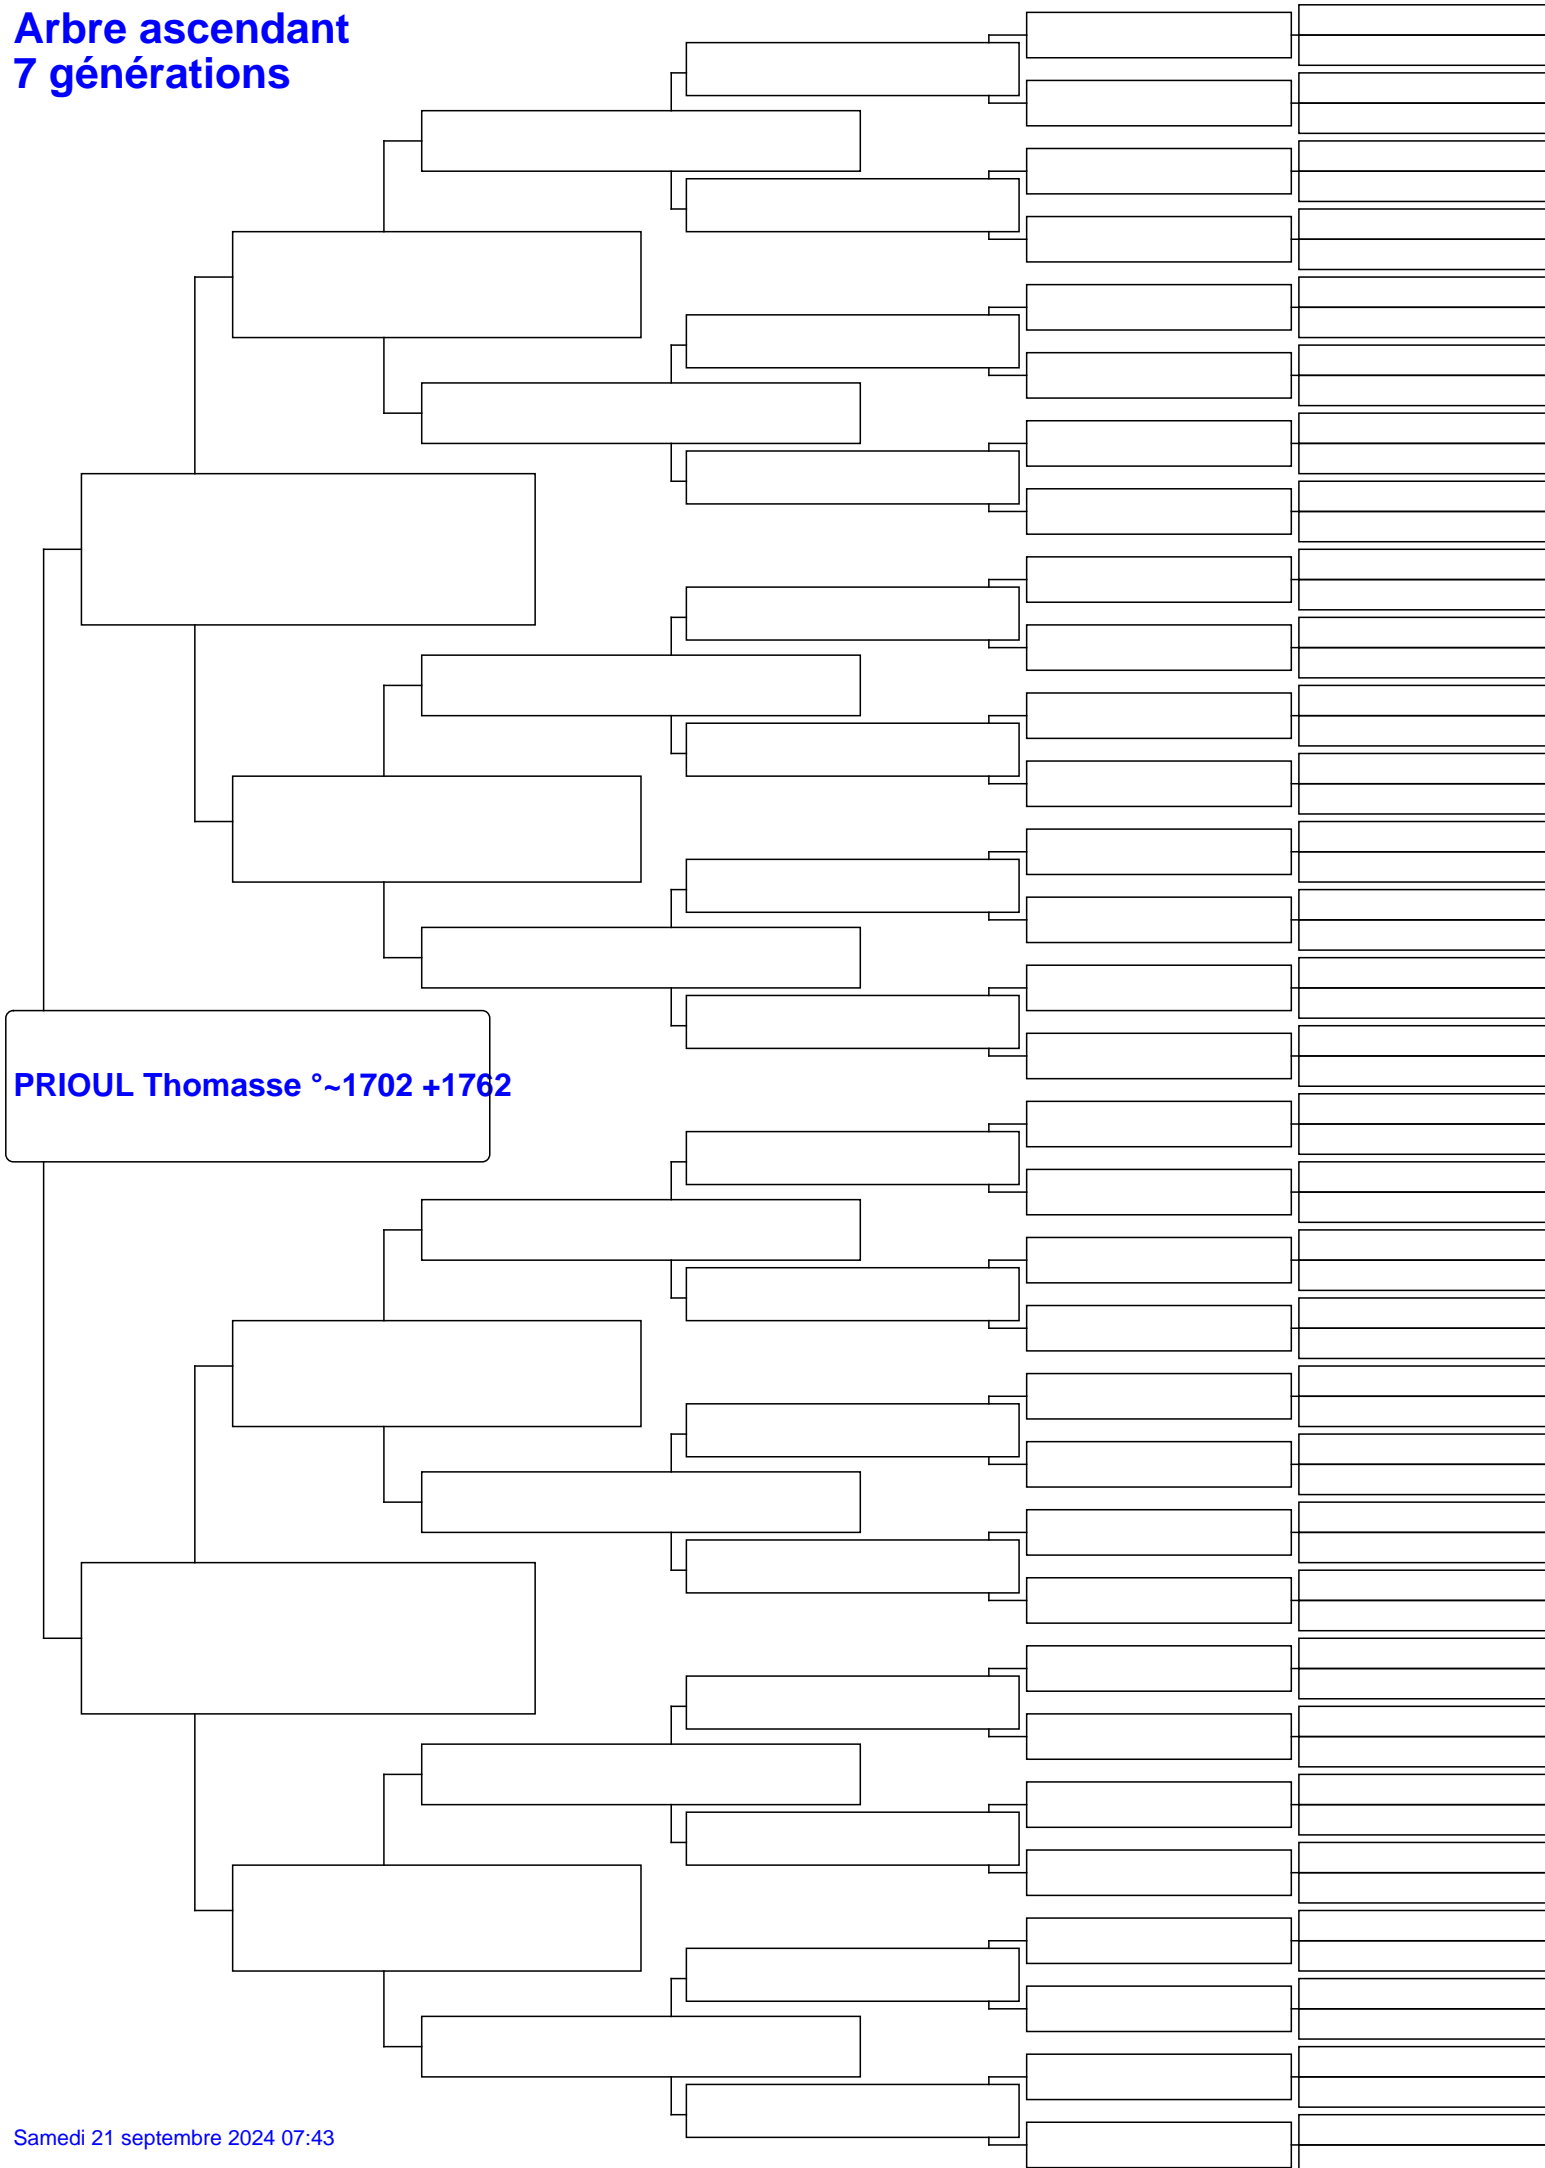 Arbre ascendant
7 générations
PRIOUL Thomasse °~1702 +1762
Samedi 21 septembre 2024 07:43